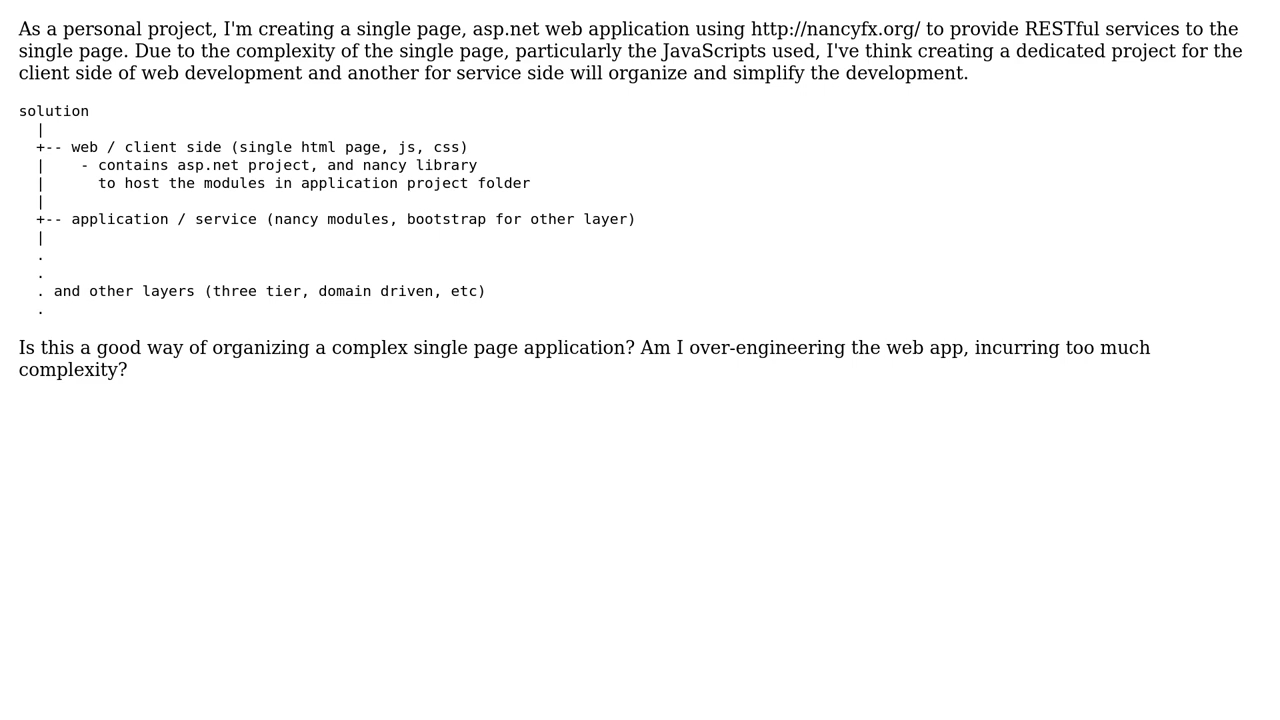 As a personal project, I'm creating a single page, asp.net web application using http://nancyfx.org/ to provide RESTful services to the
single page. Due to the complexity of the single page, particularly the JavaScripts used, I've think creating a dedicated project for the
client side of web development and another for service side will organize and simplify the development.
solution
  |
  +-- web / client side (single html page, js, css)
  |    - contains asp.net project, and nancy library
  |      to host the modules in application project folder
  |
  +-- application / service (nancy modules, bootstrap for other layer)
  |
  .
  .
  . and other layers (three tier, domain driven, etc)
  .
Is this a good way of organizing a complex single page application? Am I over-engineering the web app, incurring too much
complexity?